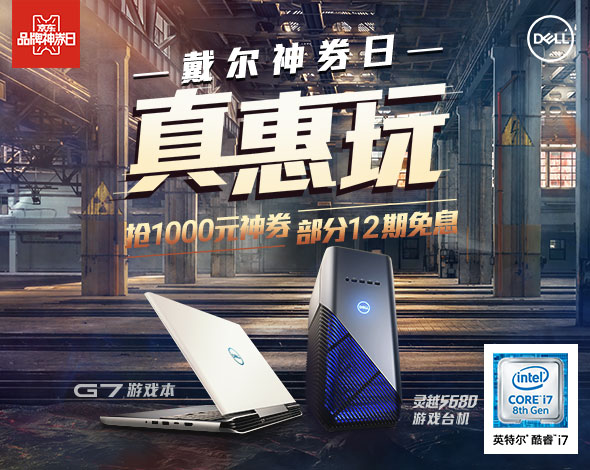 京东
品牌神券日
DELL
戴尔神券日
真惠玩
抢1000元神券 部分12期免息
G7 游戏本
灵越5680
游戏台机
intel
CORE i7
8th Gen
英特尔® 酷睿™ i7